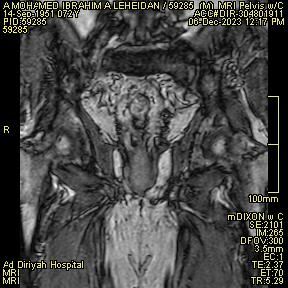 A MOHAMED IBRAHIM A LEHEIDAN / 59285 (M) MRI Pelvis w/C
14-Sep-1951 072Y ACC#DIR-304801911
PID:59285 06-Dec-2023 12:17 PM
59285
R
100mm
mDIXON w C
SE:2101
IM:265
DFOV:300
3.5mm
EC:1
Ad Diriyah Hospital TE:2.37
MRI ET:70
MRI TR:5.29